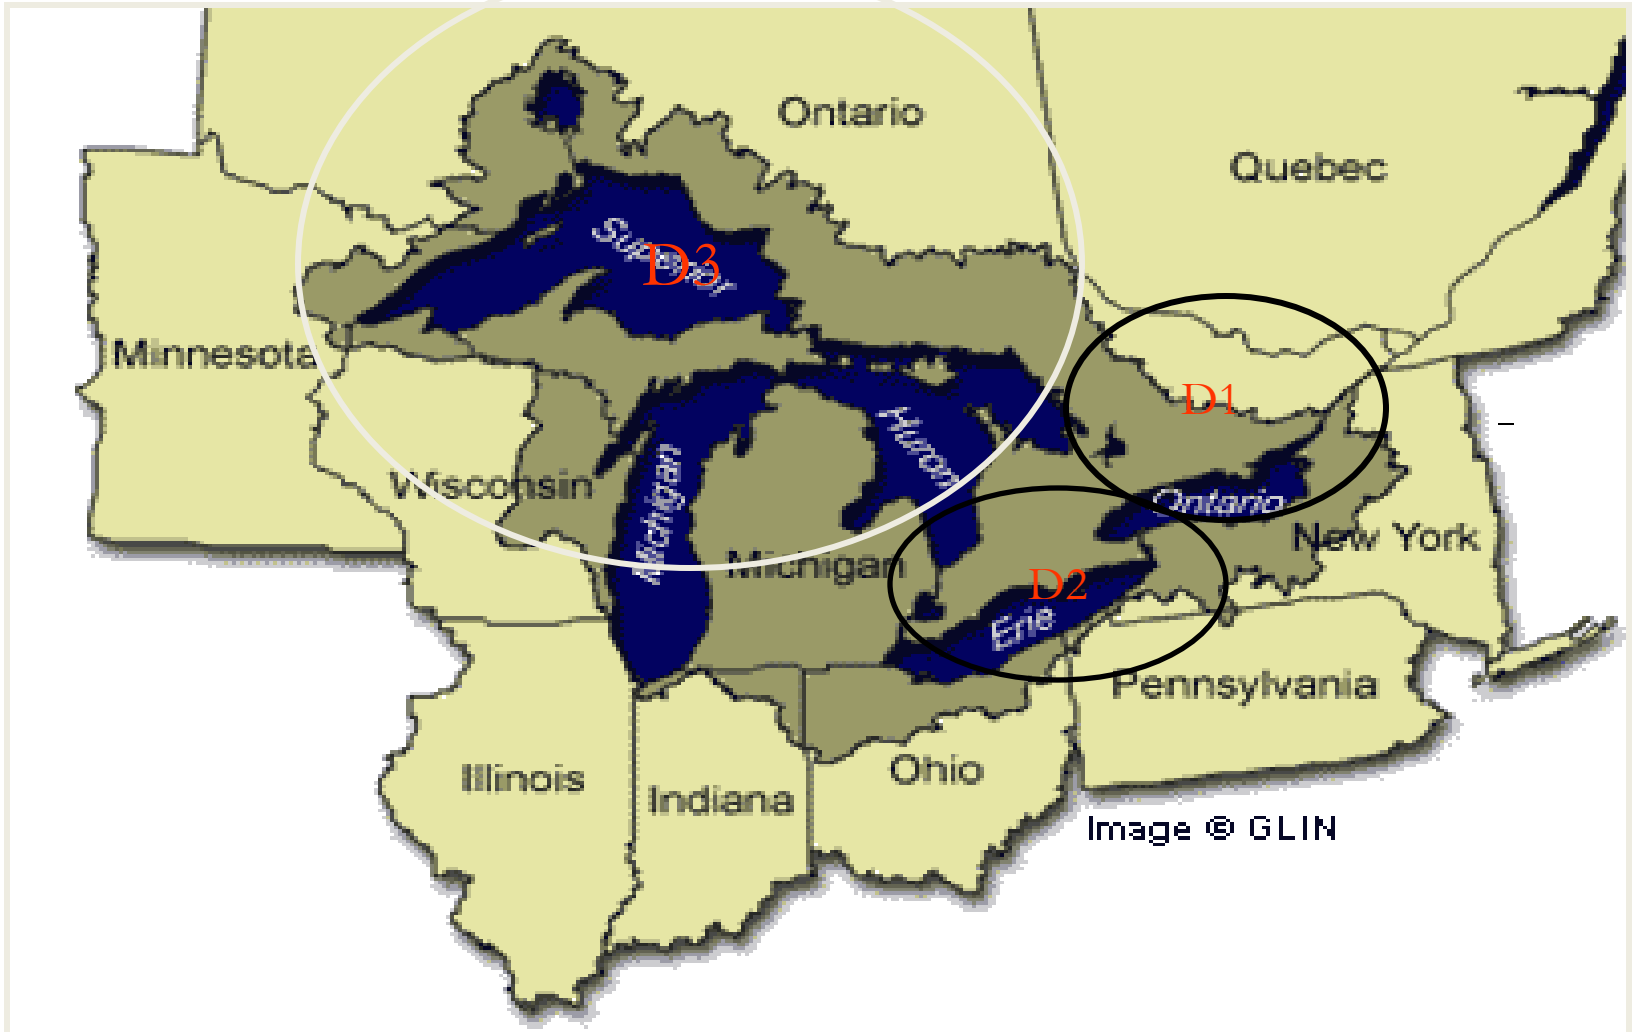 Ontario
Quebec
Superior
D3
Minnesota
D1
Huron
Wisconsin
Michigan
Ontario
New York
Michigan
D2
Erie
Pennsylvania
Illinois
Indiana
Ohio
Image © GLIN